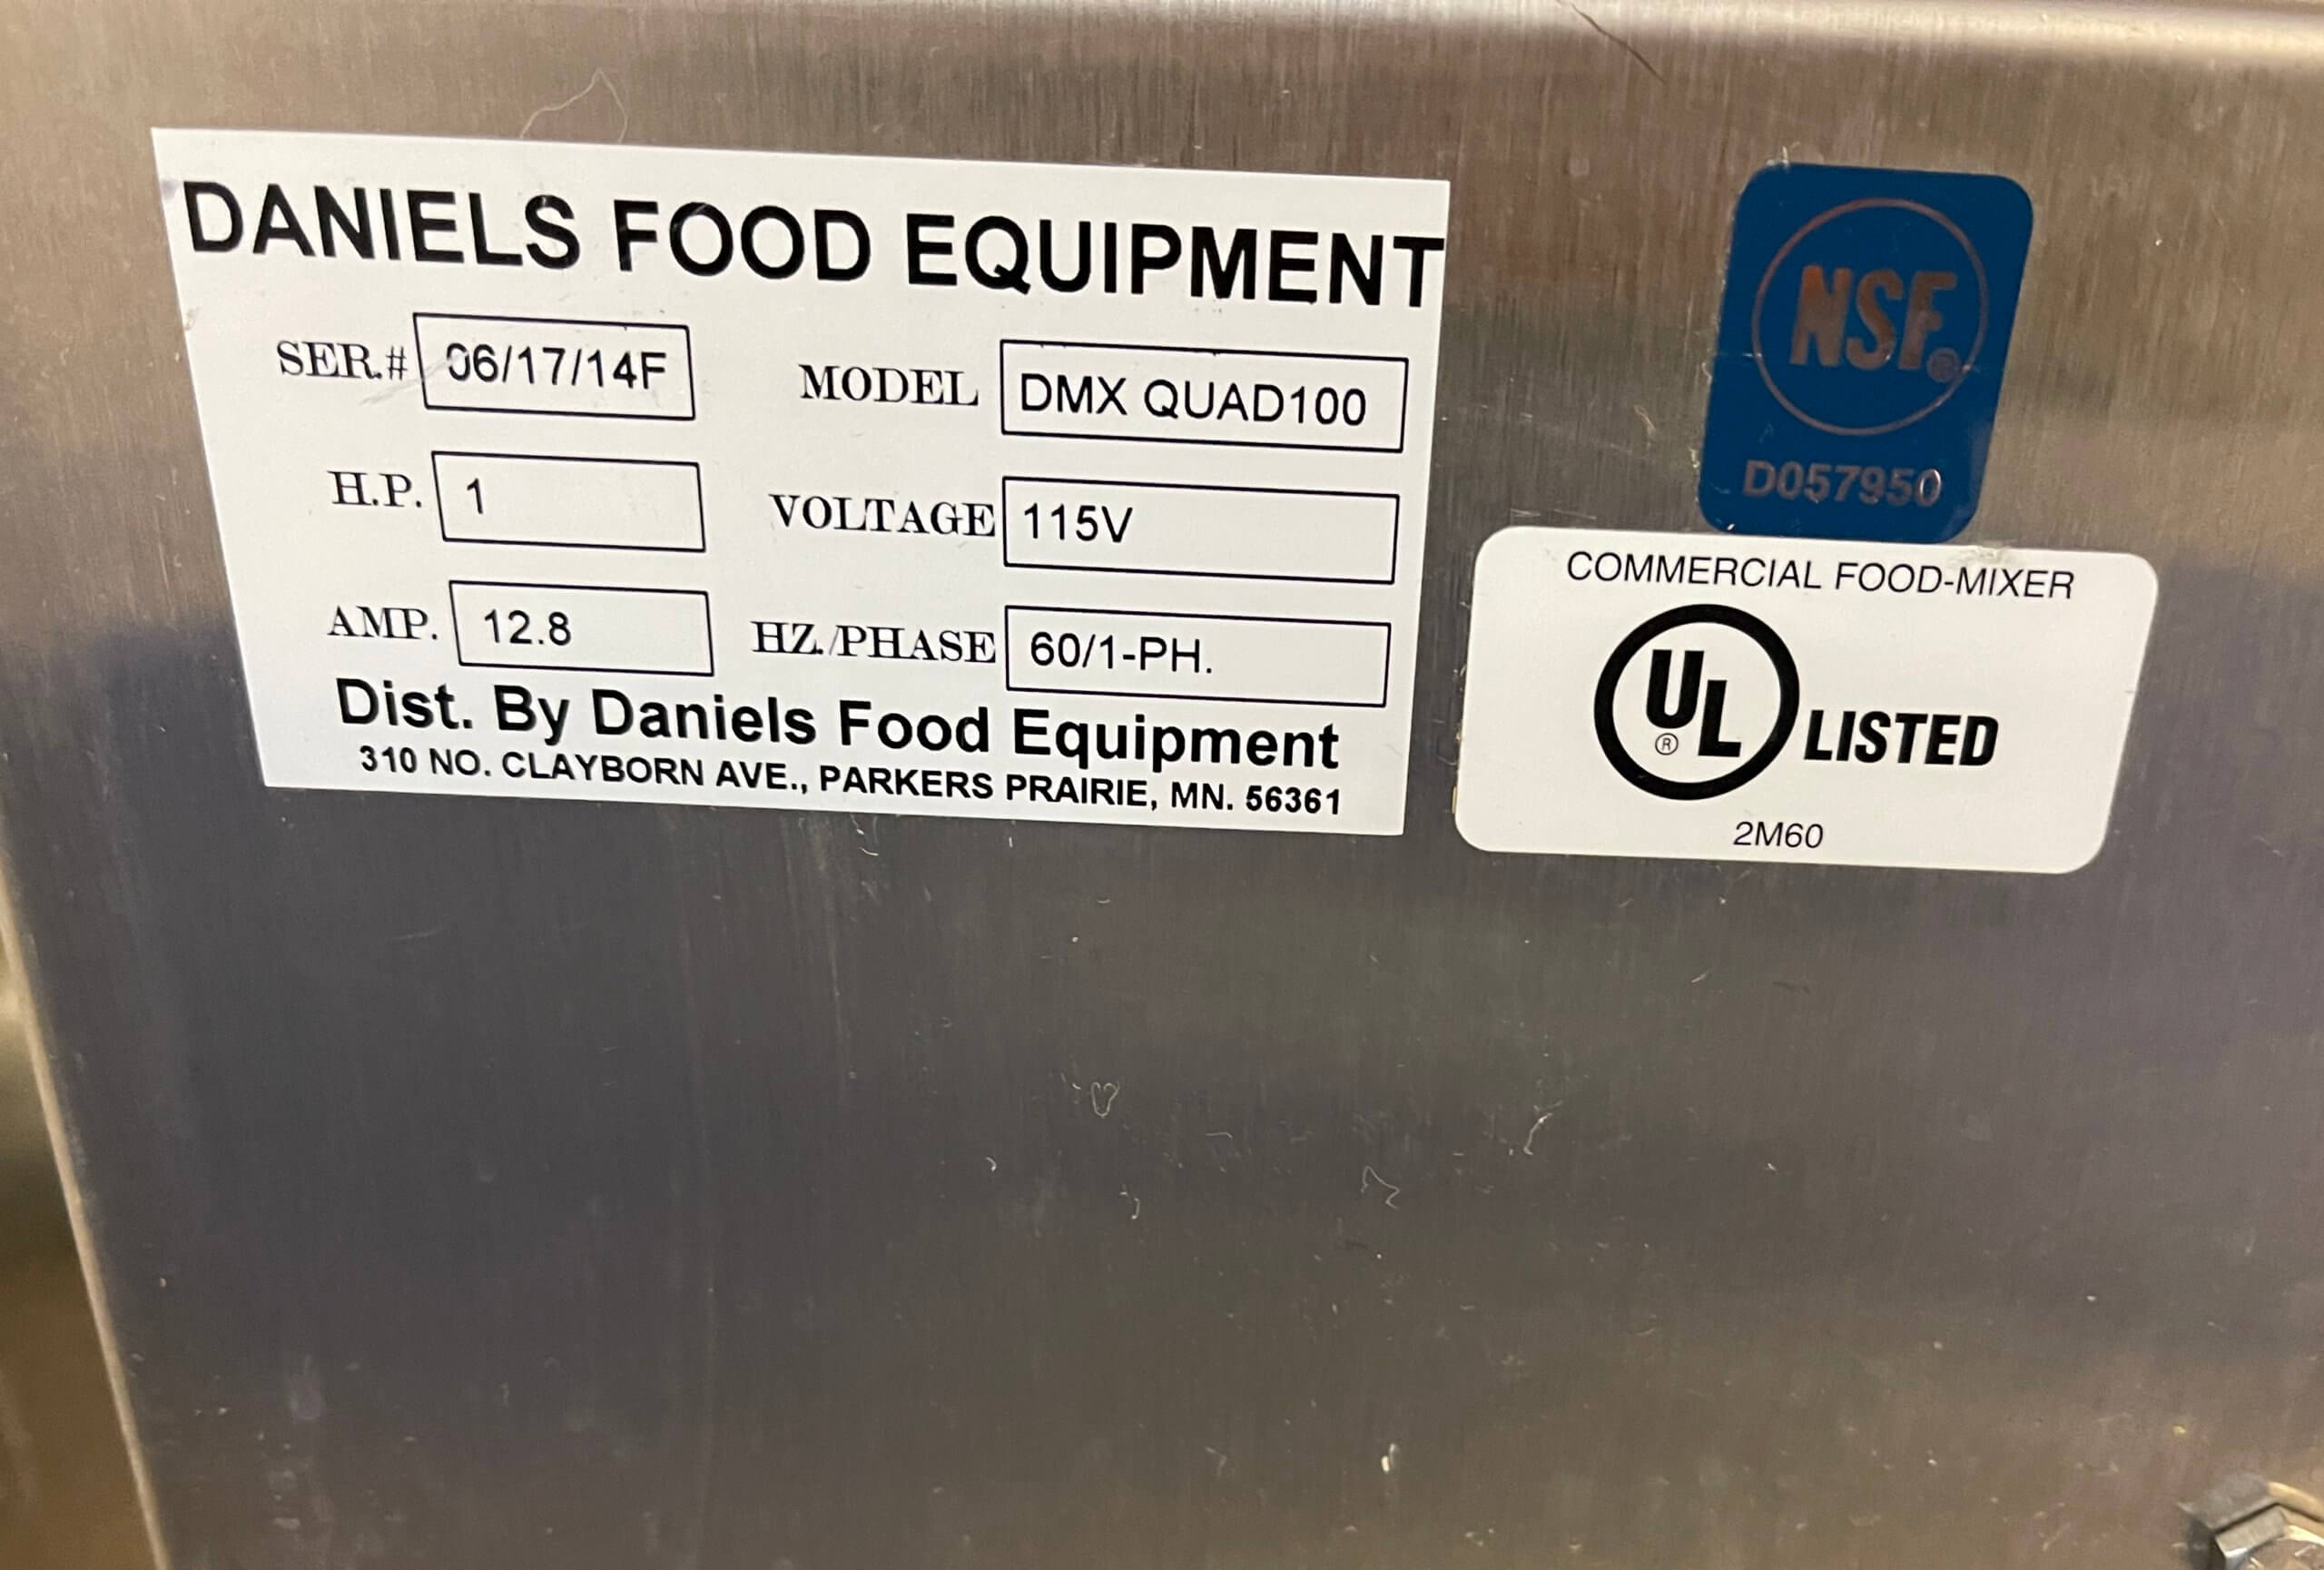 DANIELS FOOD EQUIPMENT
SER.# 06/17/14F MODEL DMX QUAD100
H.P. 1 VOLTAGE 115V
AMP. 12.8 HZ./PHASE 60/1-PH.
Dist. By Daniels Food Equipment
310 NO. CLAYBORN AVE., PARKERS PRAIRIE, MN. 56361
NSF®
D057950
COMMERCIAL FOOD-MIXER
UL® LISTED
2M60